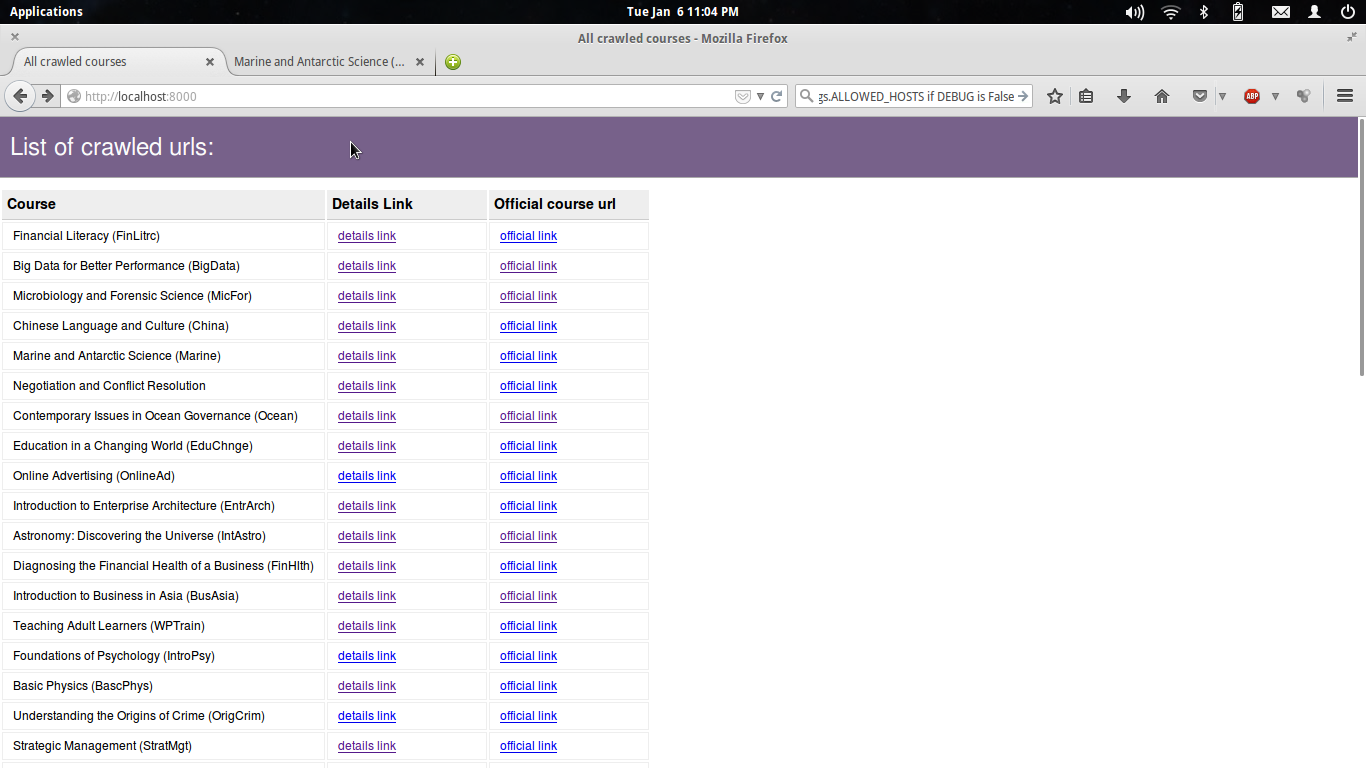 Applications Tue Jan 6 11:04 PM
All crawled courses - Mozilla Firefox
All crawled courses Marine and Antarctic Science (...
http://localhost:8000 gs.ALLOWED_HOSTS if DEBUG is False ABP
List of crawled urls:
Course Details Link Official course url
Financial Literacy (FinLitrc) details link official link
Big Data for Better Performance (BigData) details link official link
Microbiology and Forensic Science (MicFor) details link official link
Chinese Language and Culture (China) details link official link
Marine and Antarctic Science (Marine) details link official link
Negotiation and Conflict Resolution details link official link
Contemporary Issues in Ocean Governance (Ocean) details link official link
Education in a Changing World (EduChnge) details link official link
Online Advertising (OnlineAd) details link official link
Introduction to Enterprise Architecture (EntrArch) details link official link
Astronomy: Discovering the Universe (IntAstro) details link official link
Diagnosing the Financial Health of a Business (FinHlth) details link official link
Introduction to Business in Asia (BusAsia) details link official link
Teaching Adult Learners (WPTrain) details link official link
Foundations of Psychology (IntroPsy) details link official link
Basic Physics (BascPhys) details link official link
Understanding the Origins of Crime (OrigCrim) details link official link
Strategic Management (StratMgt) details link official link